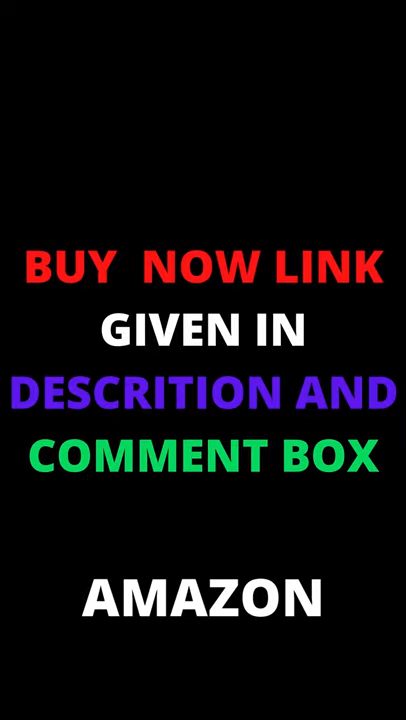 BUY NOW LINK
GIVEN IN
DESCRITION AND
COMMENT BOX
AMAZON